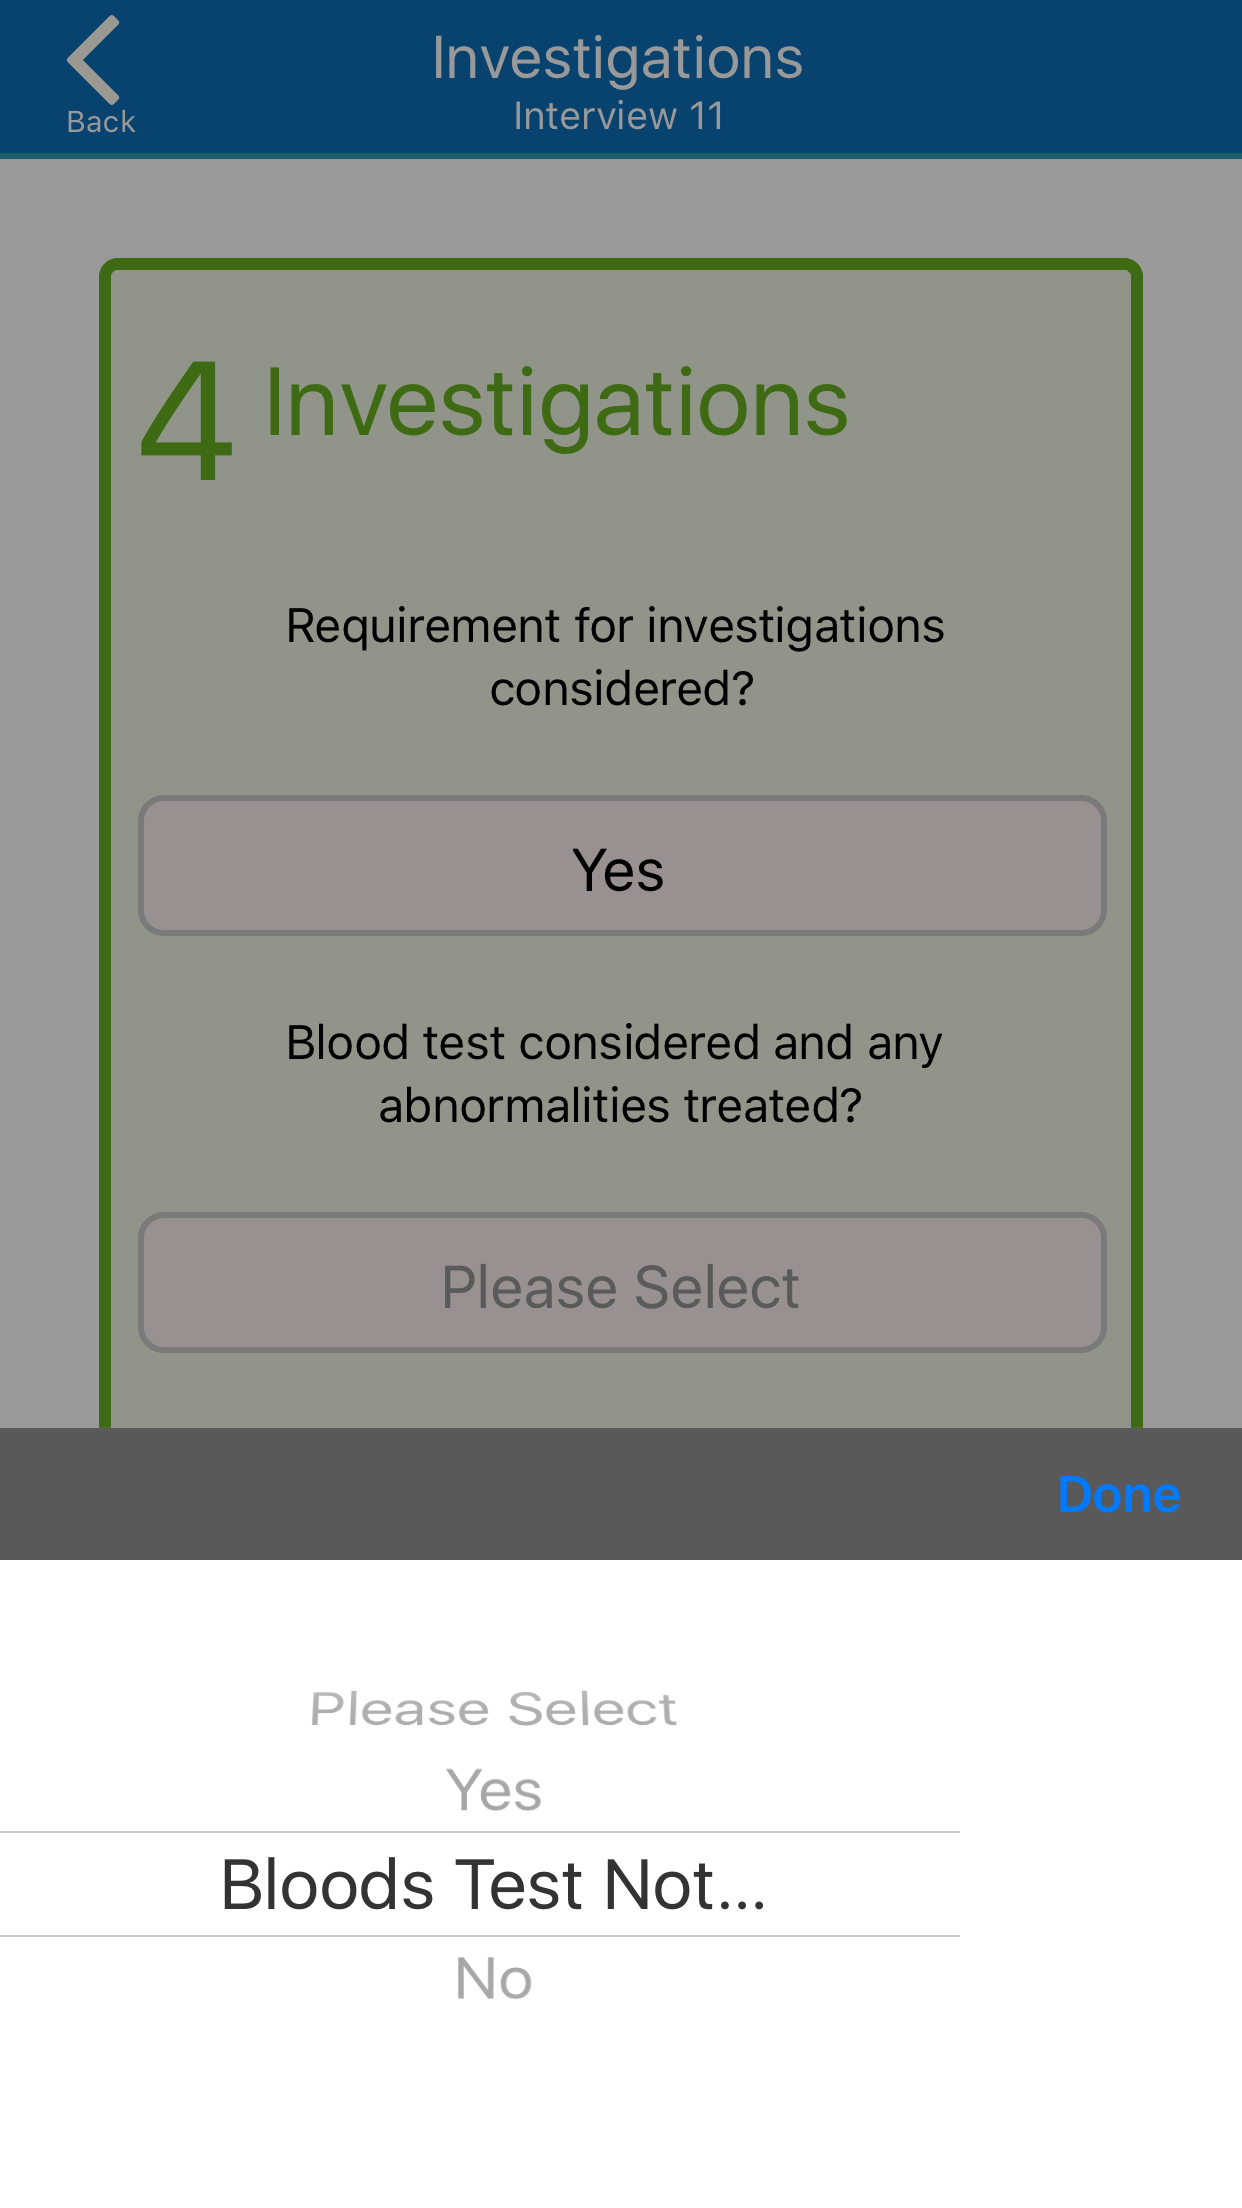 Investigations
Interview 11
Back
4 Investigations
Requirement for investigations
considered?
Yes
Blood test considered and any
abnormalities treated?
Please Select
Done
Please Select
Yes
Bloods Test Not...
No